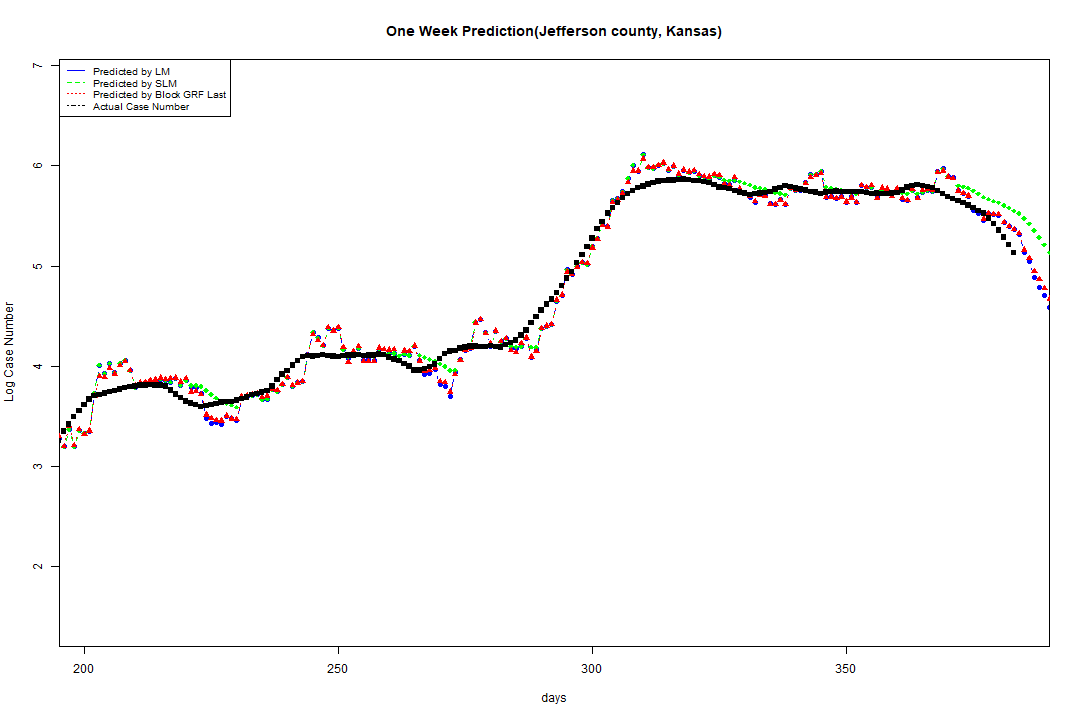 One Week Prediction(Jefferson county, Kansas)
Predicted by LM
Predicted by SLM
Predicted by Block GRF Last
Actual Case Number
7
6
5
4
3
2
Log Case Number
200 250 300 350
days